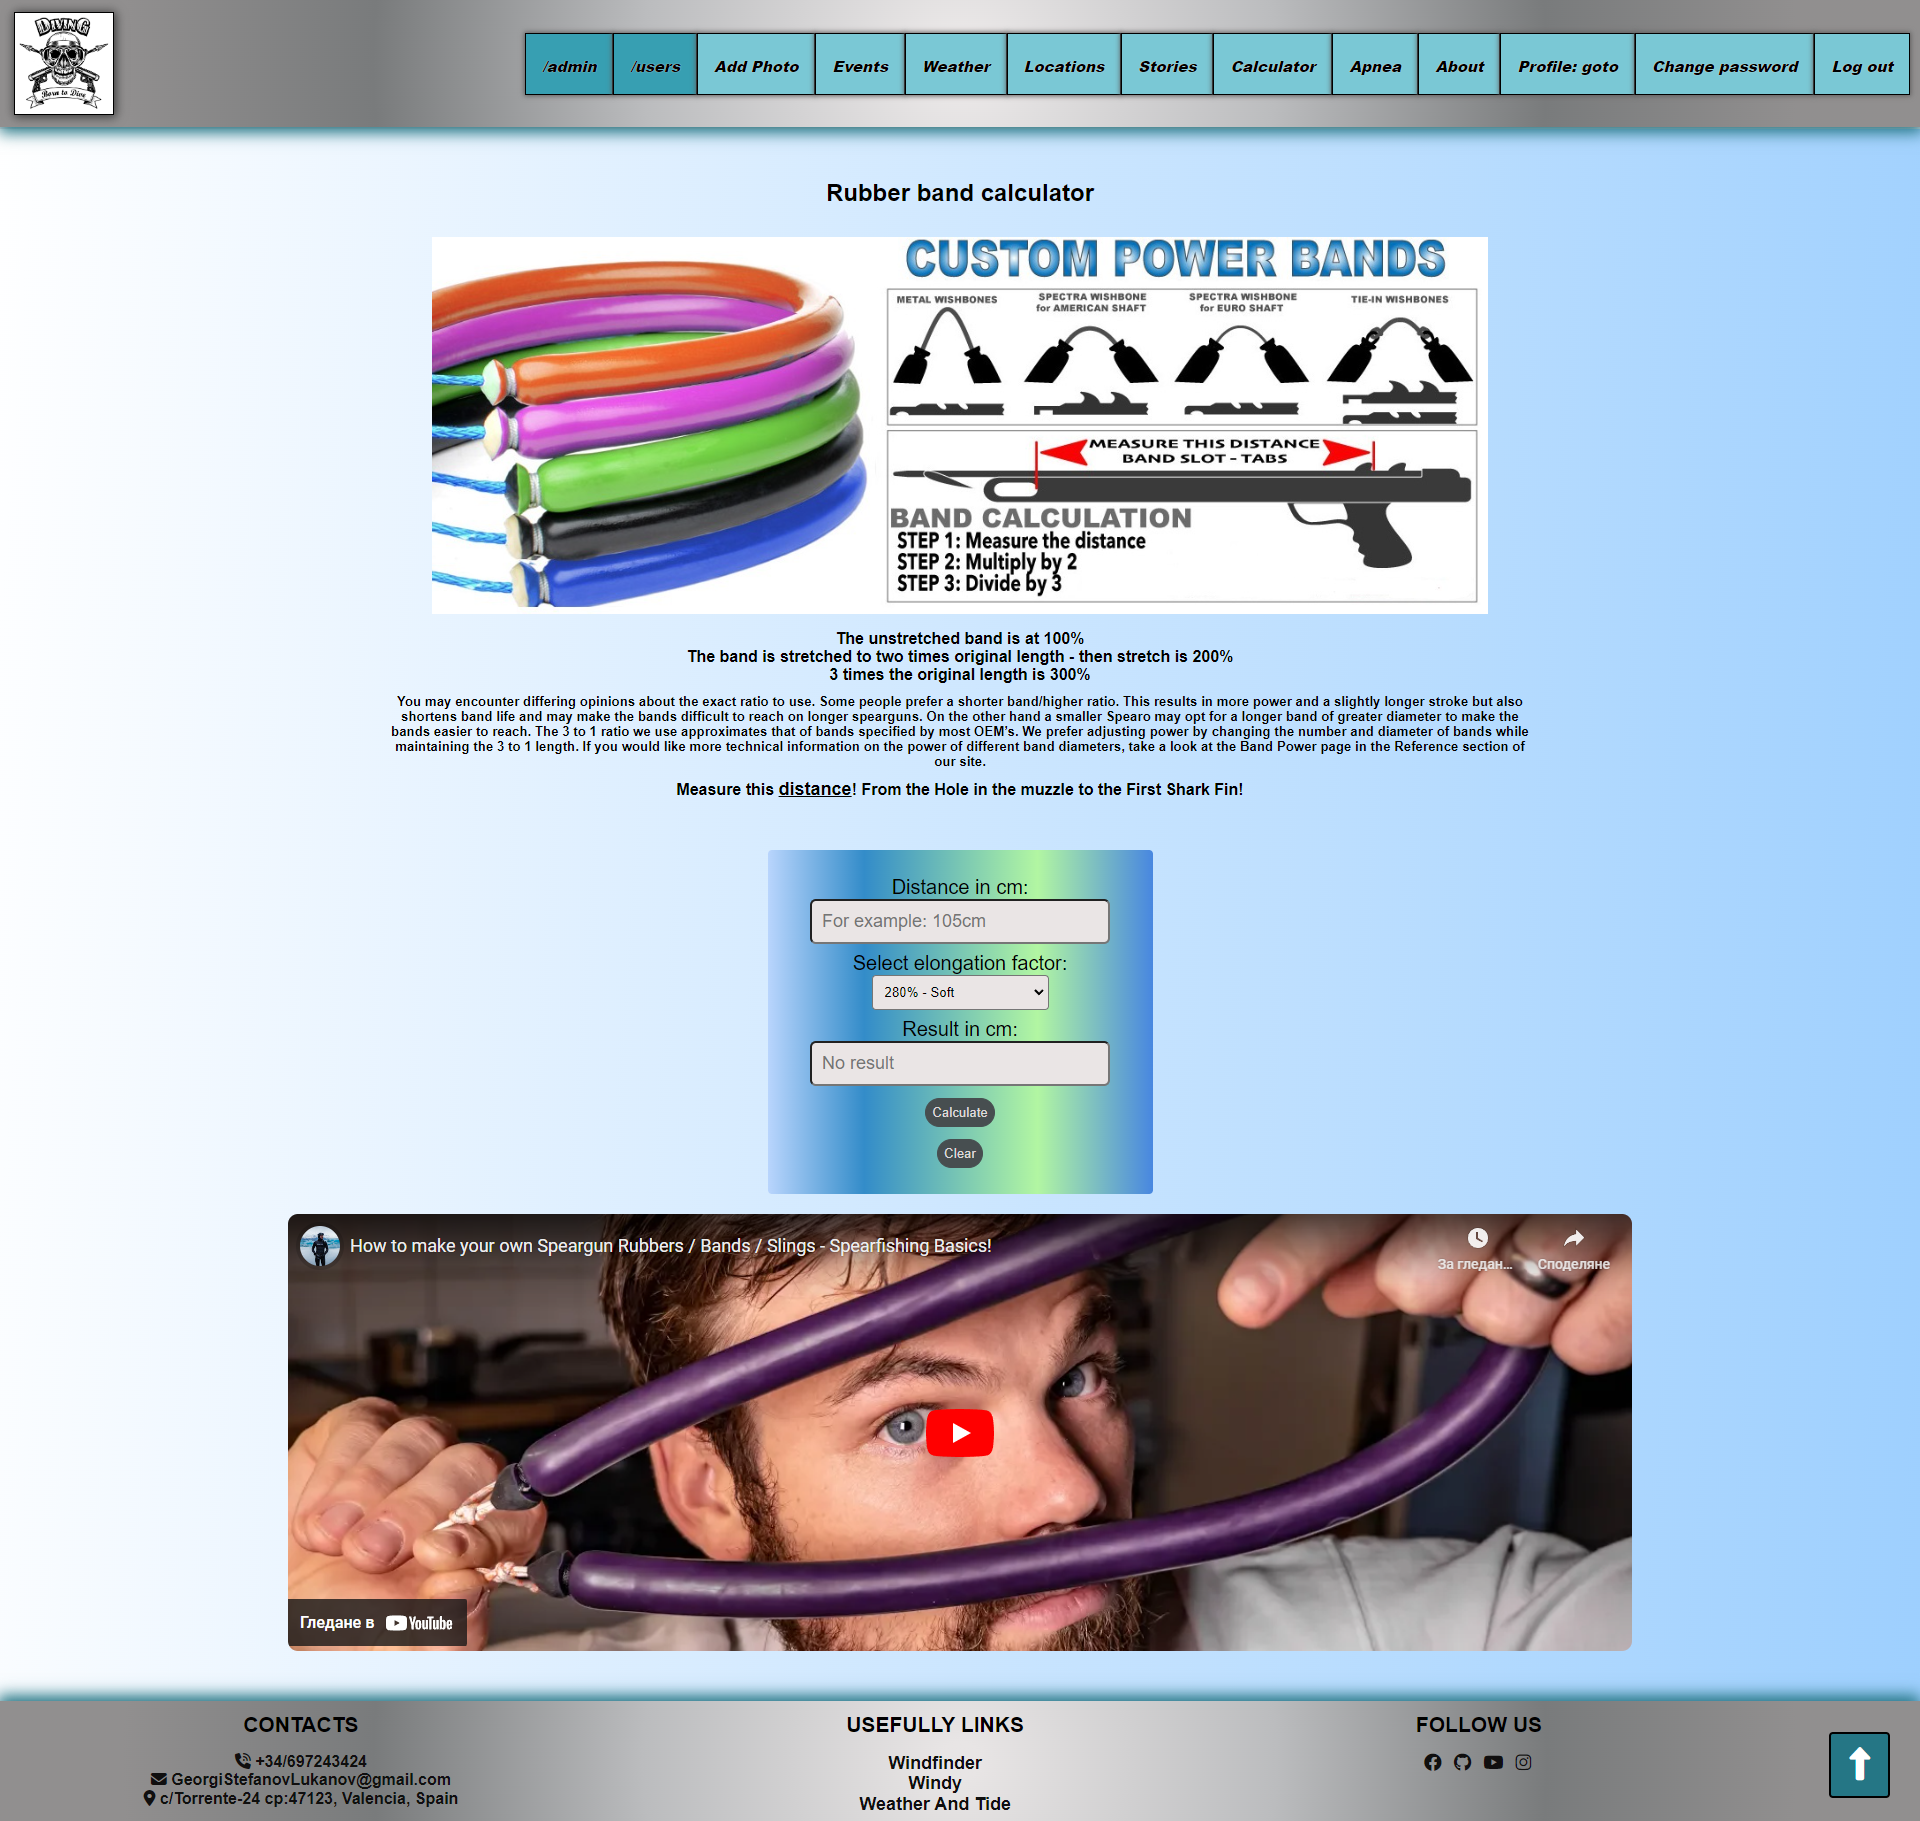 DIVING
Born to Dive
/admin
/users
Add Photo
Events
Weather
Locations
Stories
Calculator
Apnea
About
Profile: goto
Change password
Log out
Rubber band calculator
CUSTOM POWER BANDS
METAL WISHBONES
SPECTRA WISHBONE
for AMERICAN SHAFT
SPECTRA WISHBONE
for EURO SHAFT
TIE-IN WISHBONES
MEASURE THIS DISTANCE
BAND SLOT - TABS
BAND CALCULATION
STEP 1: Measure the distance
STEP 2: Multiply by 2
STEP 3: Divide by 3
The unstretched band is at 100%
The band is stretched to two times original length - then stretch is 200%
3 times the original length is 300%
You may encounter differing opinions about the exact ratio to use. Some people prefer a shorter band/higher ratio. This results in more power and a slightly longer stroke but also
shortens band life and may make the bands difficult to reach on longer spearguns. On the other hand a smaller Spearo may opt for a longer band of greater diameter to make the
bands easier to reach. The 3 to 1 ratio we use approximates that of bands specified by most OEM's. We prefer adjusting power by changing the number and diameter of bands while
maintaining the 3 to 1 length. If you would like more technical information on the power of different band diameters, take a look at the Band Power page in the Reference section of
our site.
Measure this distance! From the Hole in the muzzle to the First Shark Fin!
Distance in cm:
For example: 105cm
Select elongation factor:
280% - Soft
Result in cm:
No result
Calculate
Clear
How to make your own Speargun Rubbers / Bands / Slings - Spearfishing Basics!
За гледан...
Споделяне
Гледане в YouTube
CONTACTS
+34/697243424
GeorgiStefanovLukanov@gmail.com
c/Torrente-24 cp:47123, Valencia, Spain
USEFULLY LINKS
Windfinder
Windy
Weather And Tide
FOLLOW US